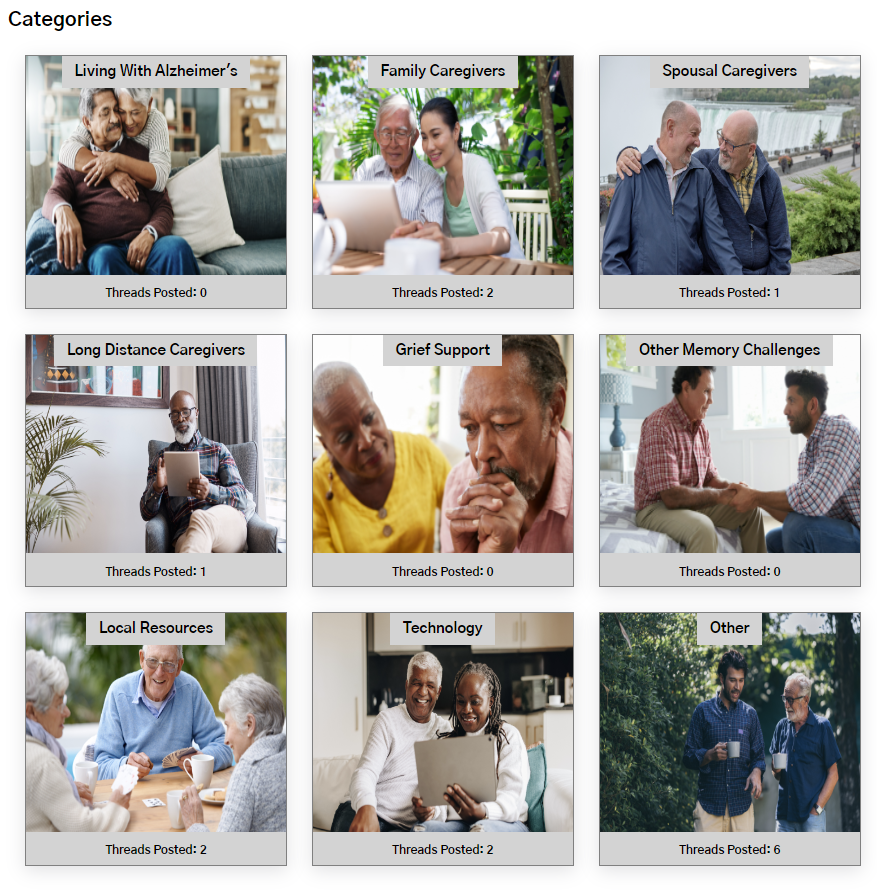 Categories
Living With Alzheimer's
Family Caregivers
Spousal Caregivers
Threads Posted: 0
Threads Posted: 2
Threads Posted: 1
Long Distance Caregivers
Grief Support
Other Memory Challenges
Threads Posted: 1
Threads Posted: 0
Threads Posted: 0
Local Resources
Technology
Other
Threads Posted: 2
Threads Posted: 2
Threads Posted: 6